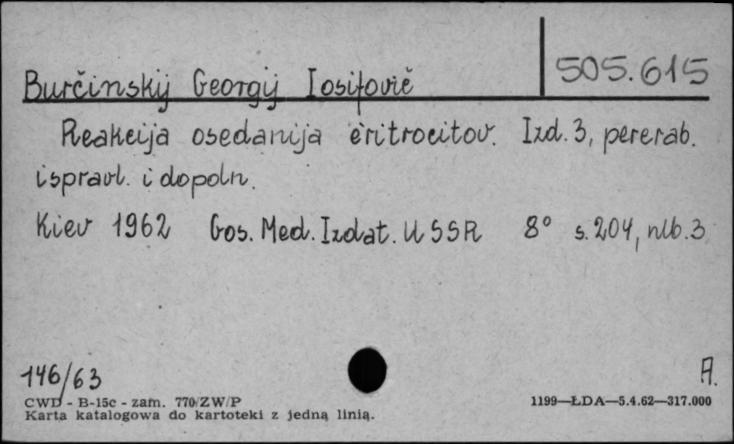 505.615
Burčinskij Georgij Iosifovič
Reakcija osedanija èritrocitov. Izd. 3, pererab.
ispravl. i dopoln.
Kiev 1962 Gos. Med. Izdat. USSR 8° s. 204, nlb. 3
146/63
A.
CWD - B-15c - zam. 770/ZW/P
1199—ŁDA—5.4.62—317.000
Karta katalogowa do kartoteki z jedną linią.